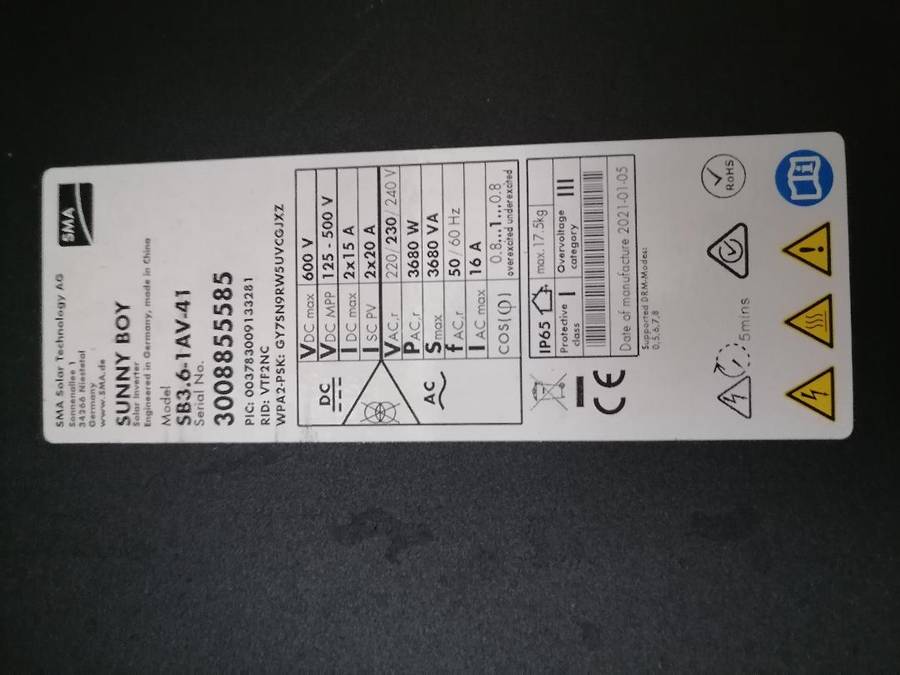 SMA
SMA Solar Technology AG
Sonnenallee 1
34266 Niestetal
Germany
www.SMA.de
SUNNY BOY
Solar Inverter
Engineered in Germany, made in China
Model
SB3.6-1AV-41
Serial No.
3008855585
PIC: 003783009133281
RID: VTF2NC
WPA2-PSK: GY7SN9RW5UVCGJXZ
DC
AC
VDC max 600 V
VDC MPP 125 - 500 V
IDC max 2x15 A
ISC PV 2x20 A
VAC,r 220/ 230/ 240 V
PAC,r 3680 W
Smax 3680 VA
fAC,r 50/ 60 Hz
IAC max 16 A
cos(φ) 0.8...1...0.8
overexcited underexcited
IP65 max.17.5kg
Protective class I Overvoltage category III
Date of manufacture 2021-01-05
Supported DRM-Modes:
0,5,6,7,8
CE
5mins
RoHS